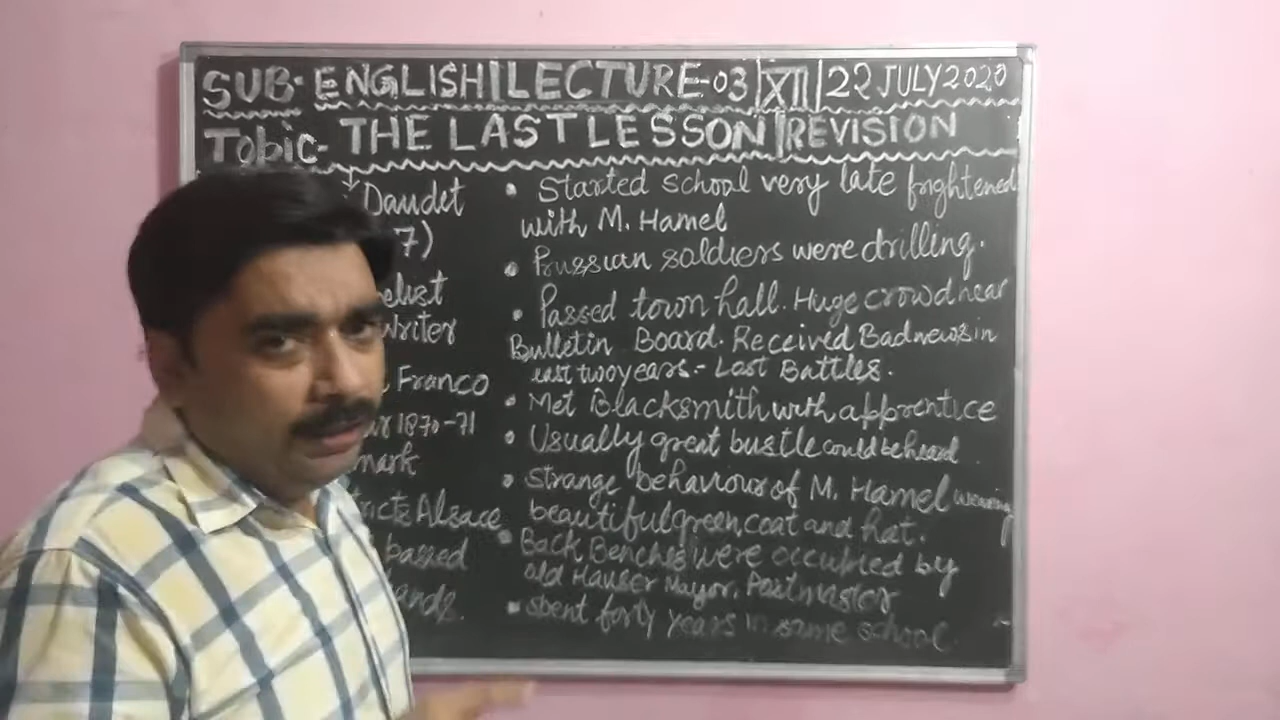 SUB- ENGLISH|LECTURE-03|XII|22 JULY 2020
Tobic- THE LAST LESSON|REVISION
Daudet
7)
elist
writer
Franco
1870-71
mark
Alsace
passed
• Started school very late frightened
with M. Hamel
• Prussian soldiers were drilling.
• Passed town hall. Huge crowd near
Bulletin Board. Received Bad news in
last two years.- Lost Battles.
• Met Blacksmith with apprentice
• Usually great bustle could be heard
• Strange behaviour of M. Hamel wearing
beautiful green coat and hat.
• Back Benches were occupied by
old Hauser Mayor, Postmaster
• spent forty years in same school.